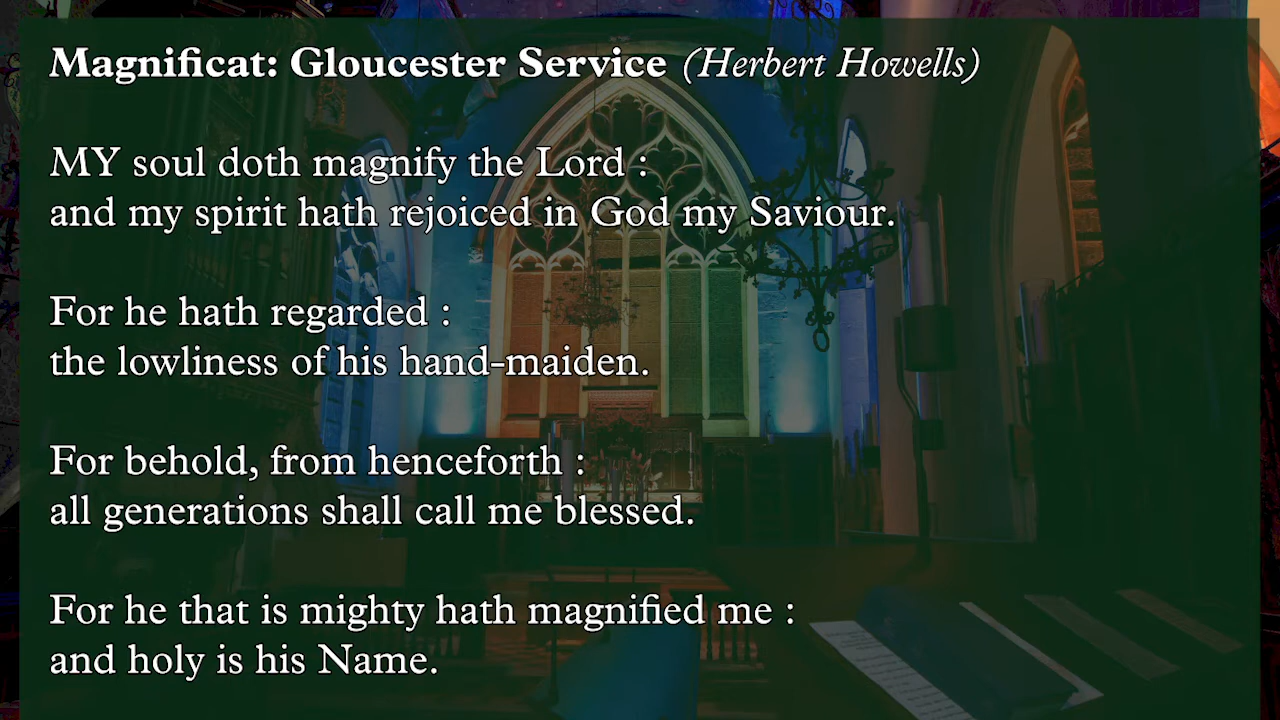 Magnificat: Gloucester Service (Herbert Howells)
MY soul doth magnify the Lord :
and my spirit hath rejoiced in God my Saviour.
For he hath regarded :
the lowliness of his hand-maiden.
For behold, from henceforth :
all generations shall call me blessed.
For he that is mighty hath magnified me :
and holy is his Name.